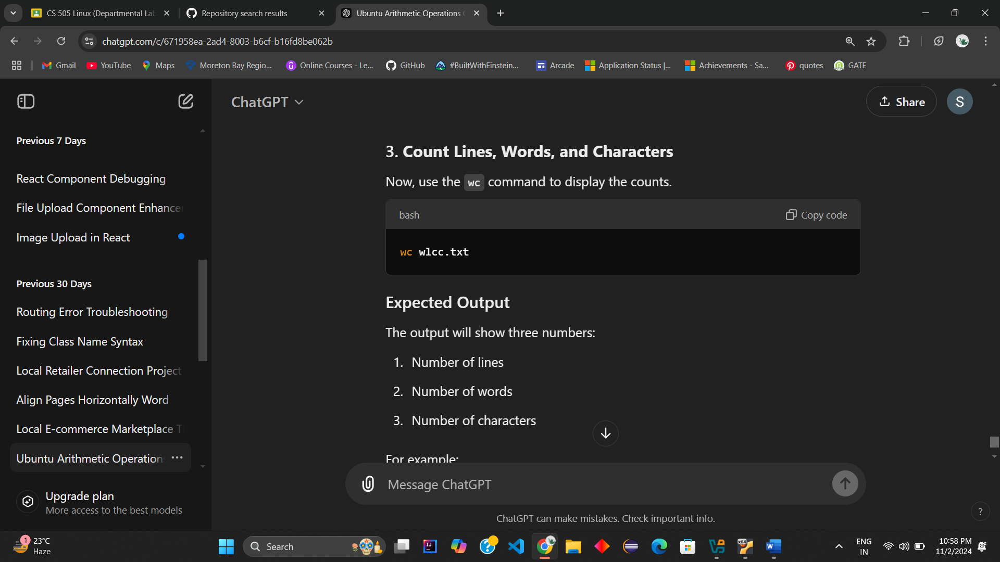 CS 505 Linux (Departmental Lab
Repository search results
Ubuntu Arithmetic Operations
chatgpt.com/c/671958ea-2ad4-8003-b6cf-b16fd8be062b
Gmail
YouTube
Maps
Moreton Bay Regio...
Online Courses - Le...
GitHub
#BuiltWithEinstein...
Arcade
Application Status |...
Achievements - Sa...
quotes
GATE
ChatGPT
Share
S
Previous 7 Days
React Component Debugging
File Upload Component Enhancer
Image Upload in React
Previous 30 Days
Routing Error Troubleshooting
Fixing Class Name Syntax
Local Retailer Connection Project
Align Pages Horizontally Word
Local E-commerce Marketplace T
Ubuntu Arithmetic Operation
Upgrade plan
More access to the best models
3. Count Lines, Words, and Characters
Now, use the wc command to display the counts.
bash
Copy code
wc wlcc.txt
Expected Output
The output will show three numbers:
1. Number of lines
2. Number of words
3. Number of characters
For example:
Message ChatGPT
ChatGPT can make mistakes. Check important info.
?
1
23°C
Haze
Search
ENG
IN
10:58 PM
11/2/2024